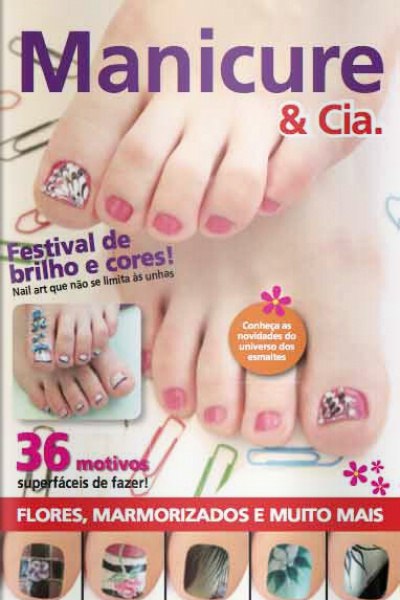 Manicure
& Cia.
Festival de
brilho e cores!
Nail art que não se limita às unhas
Conheça as
novidades do
universo dos
esmaltes
36 motivos
superfáceis de fazer!
FLORES, MARMORIZADOS E MUITO MAIS